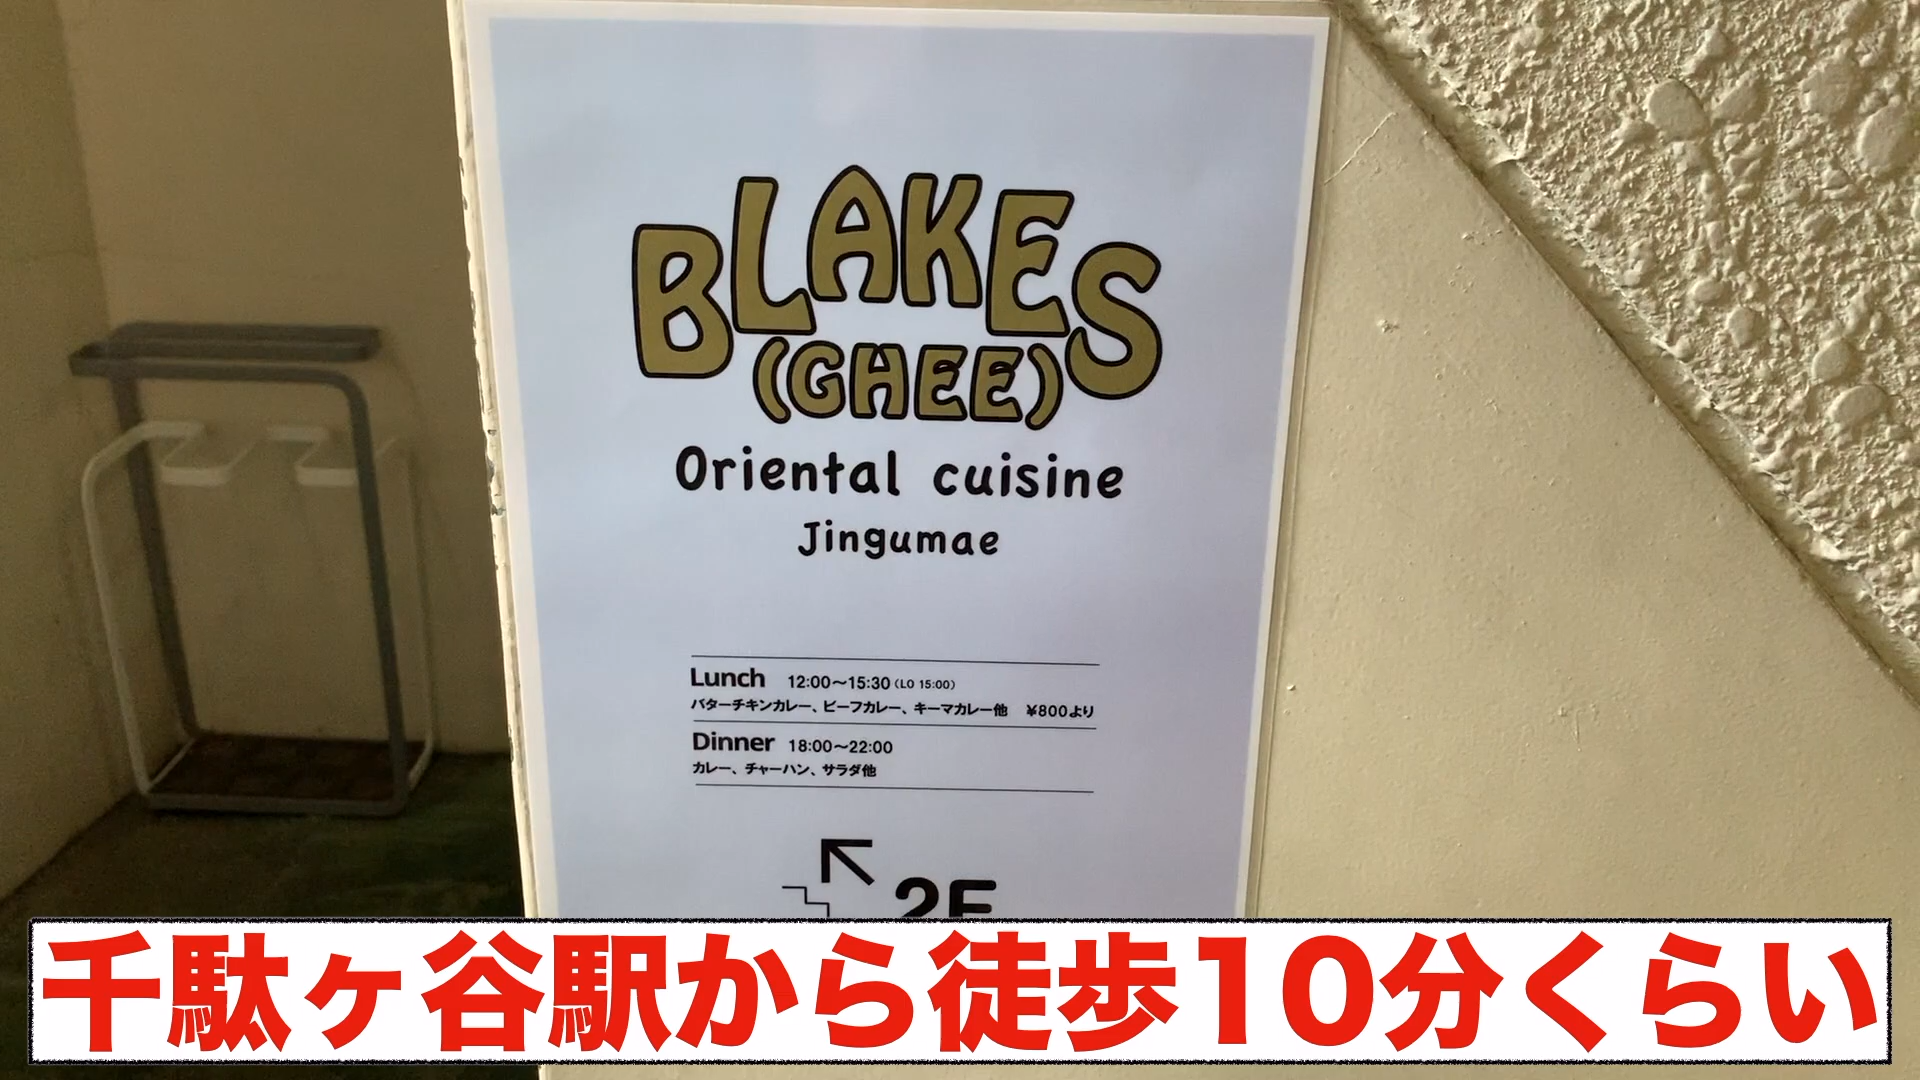 BLAKES
(GHEE)
Oriental cuisine
Jingumae
Lunch 12:00〜15:30 (LO 15:00)
バターチキンカレー、ビーフカレー、キーマカレー他 ¥800より
Dinner 18:00〜22:00
カレー、チャーハン、サラダ他
2F
千駄ヶ谷駅から徒歩10分くらい